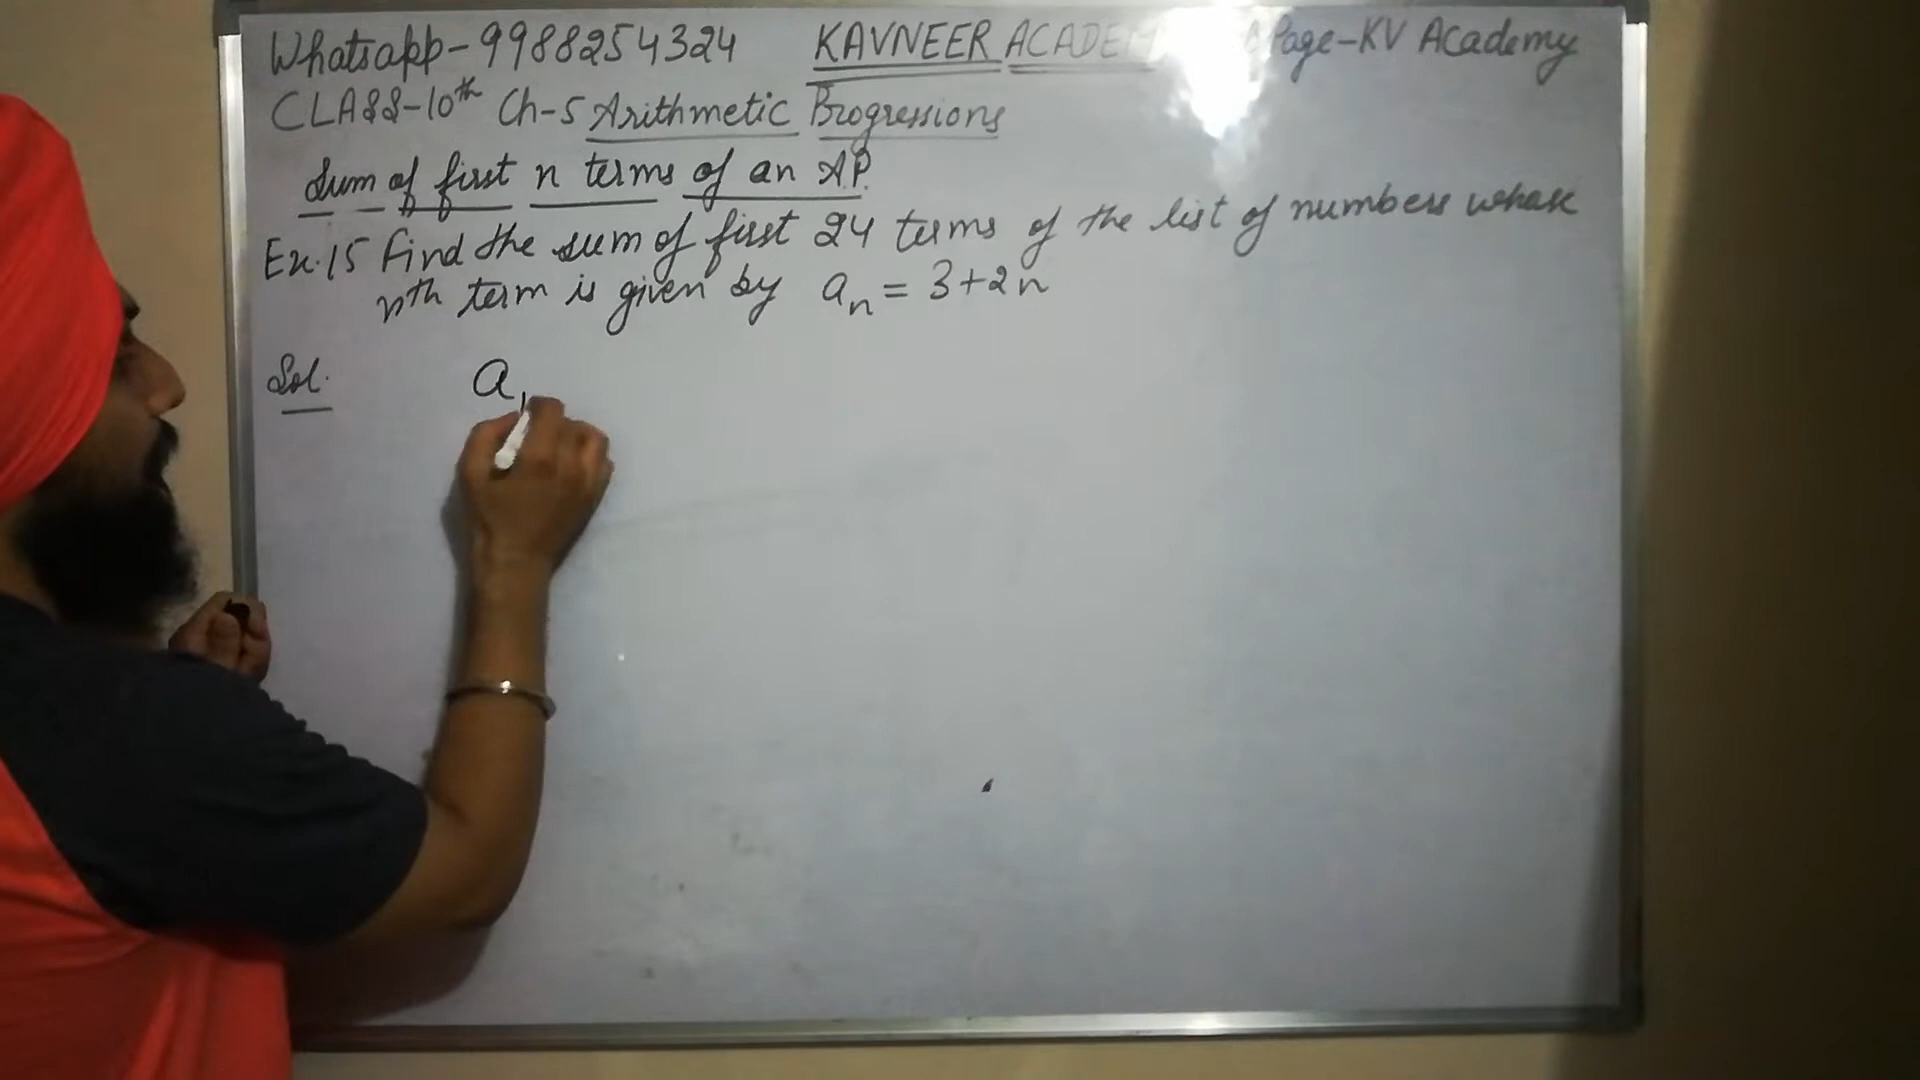 Whatsapp-9988254324 KAVNEER ACADEM Page-KV Academy
CLASS-10th Ch-5 Arithmetic Progressions
Sum of first n terms of an A.P.
Ex.15 Find the sum of first 24 terms of the list of numbers whose
nth term is given by aₙ = 3+2n
Sol. a